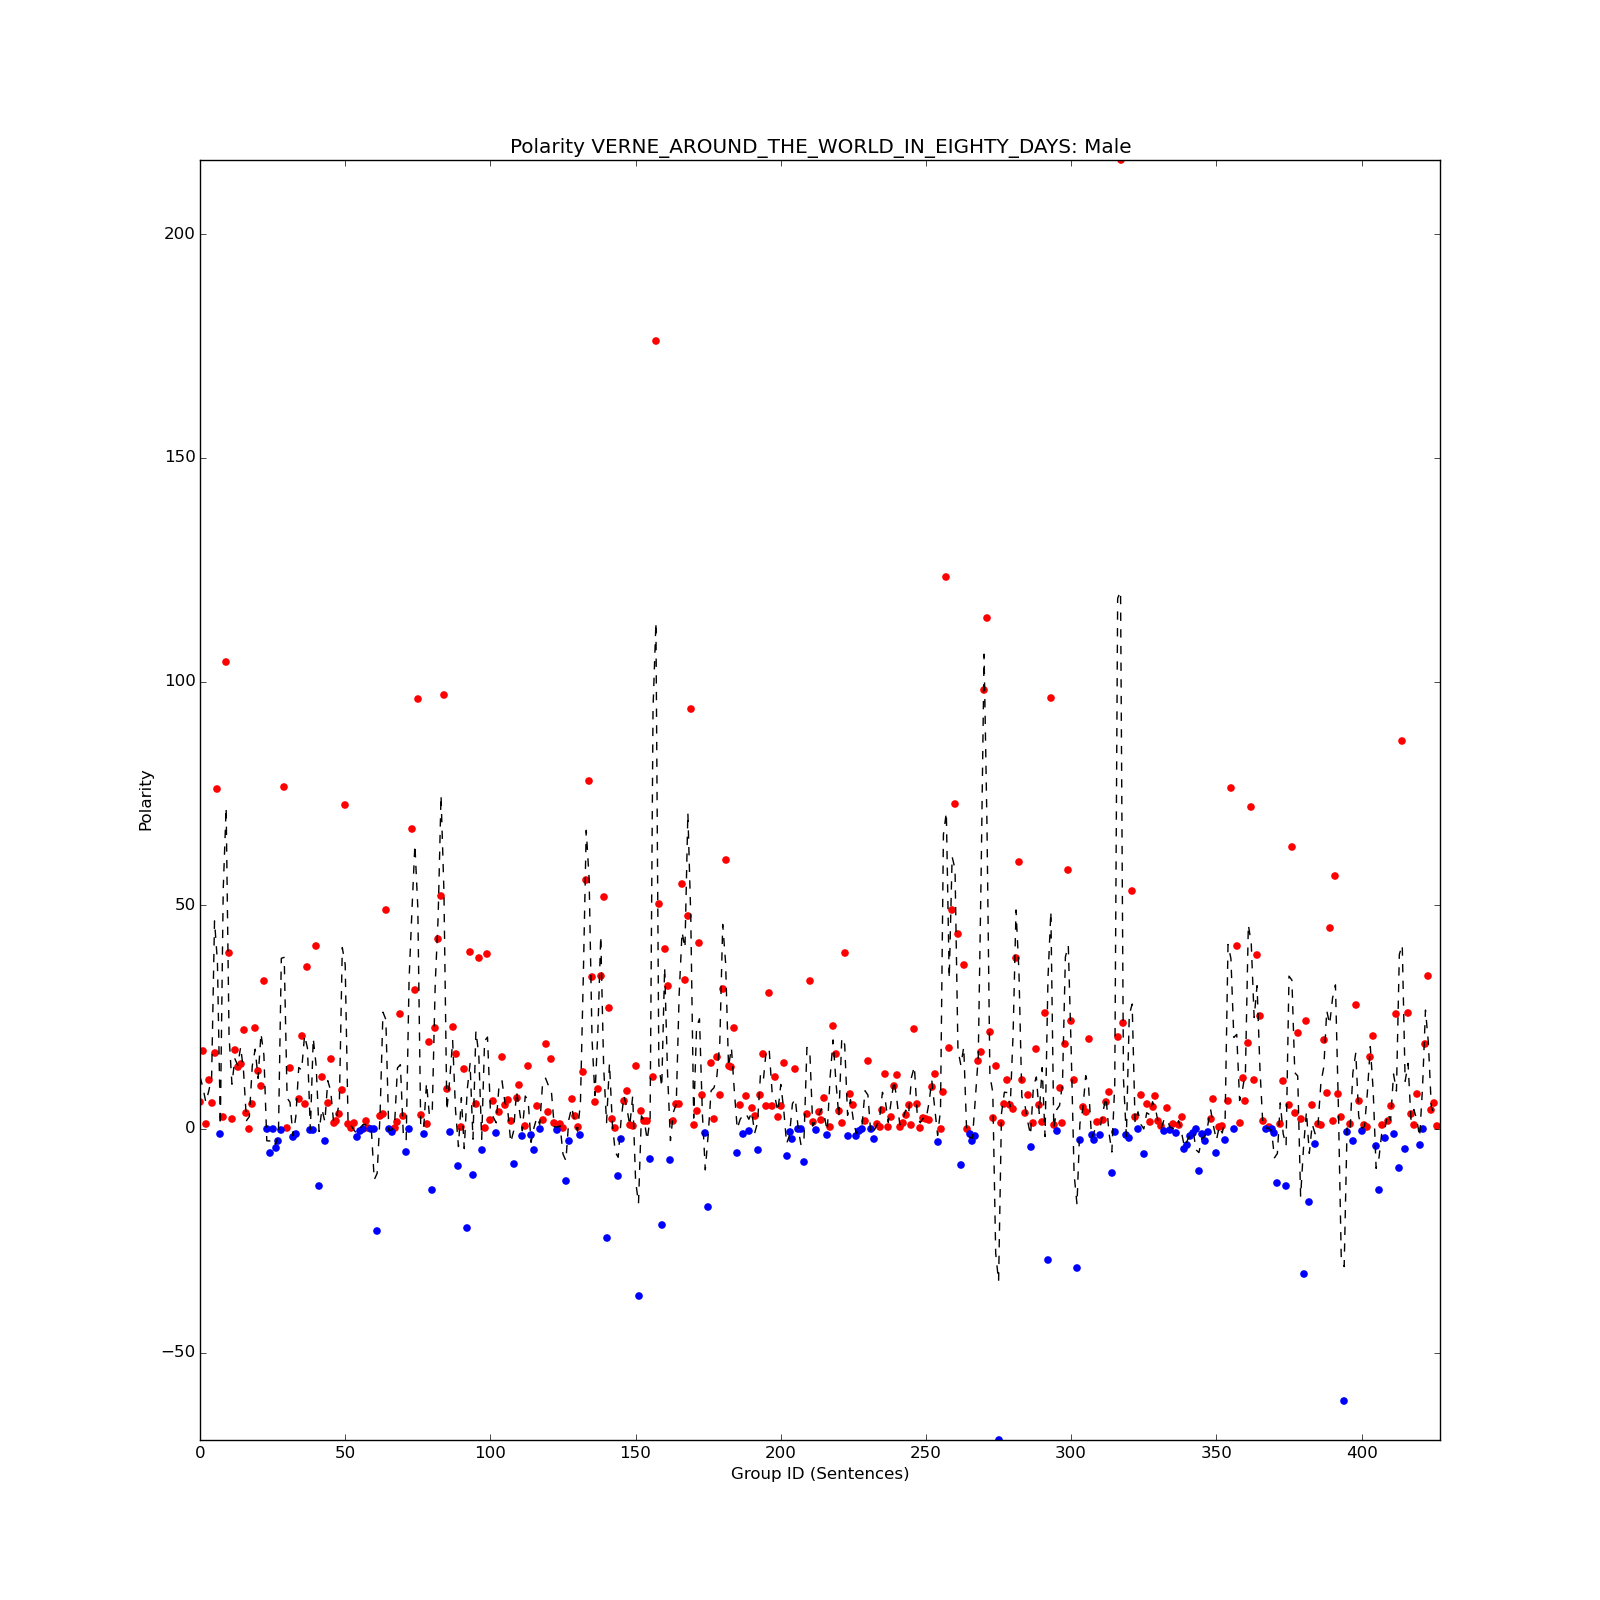 Polarity VERNE_AROUND_THE_WORLD_IN_EIGHTY_DAYS: Male
200
150
100
50
0
−50
Polarity
0 50 100 150 200 250 300 350 400
Group ID (Sentences)